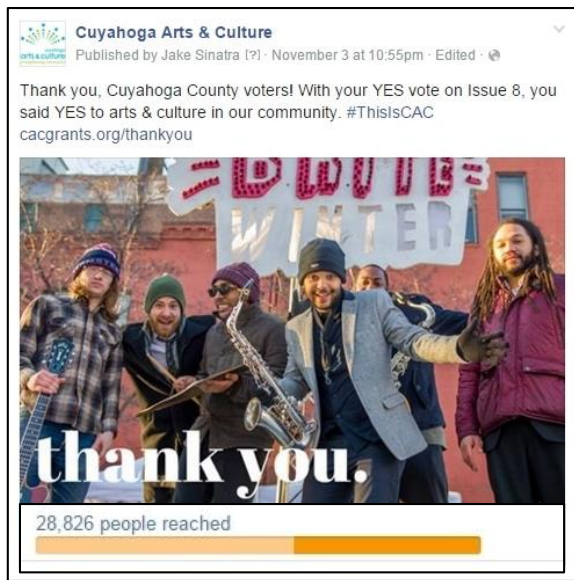 Cuyahoga Arts & Culture
Published by Jake Sinatra [?] · November 3 at 10:55pm · Edited ·
Thank you, Cuyahoga County voters! With your YES vote on Issue 8, you
said YES to arts & culture in our community. #ThisIsCAC
cacgrants.org/thankyou
WINTER
thank you.
28,826 people reached